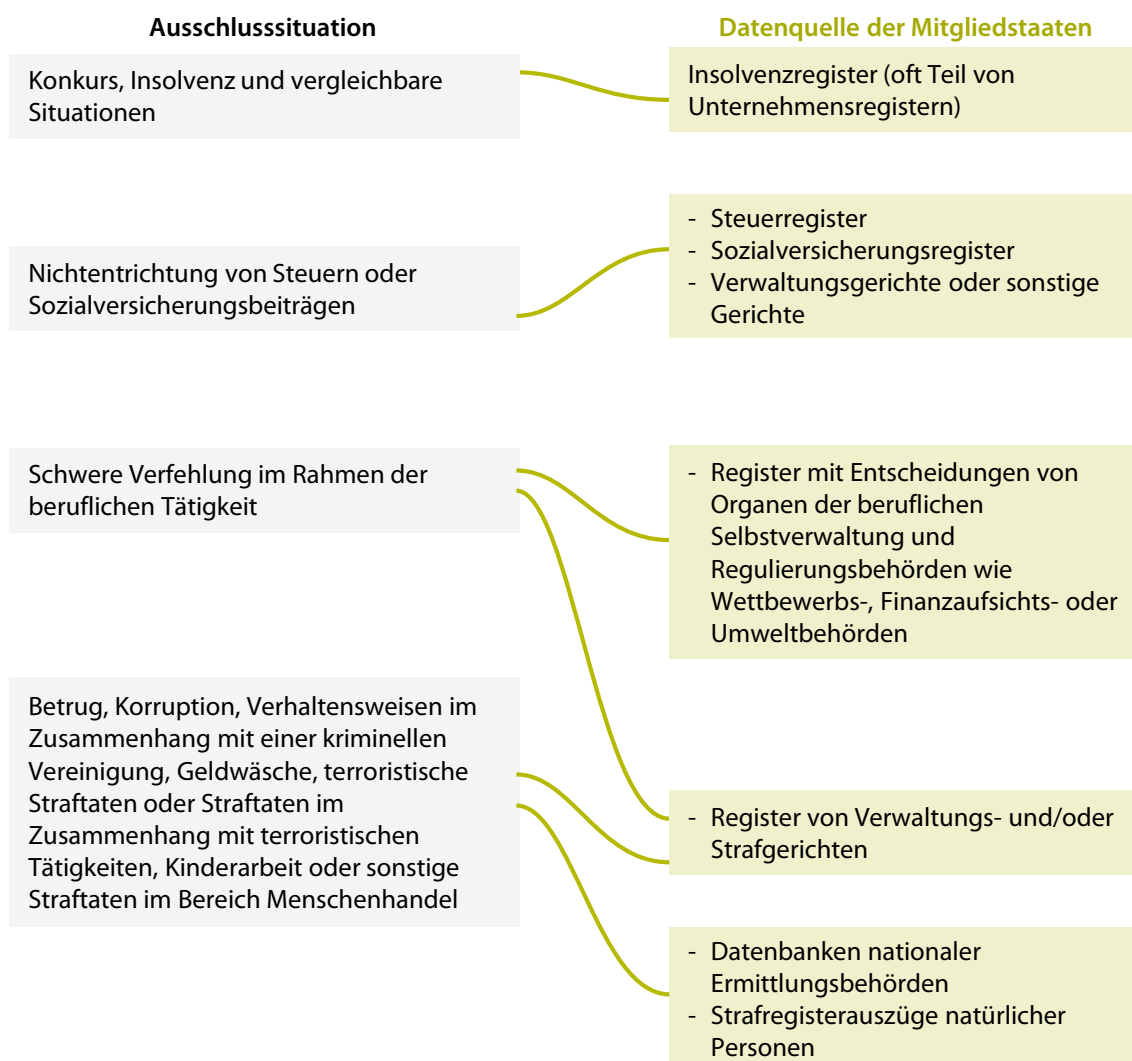 Ausschlusssituation
Datenquelle der Mitgliedstaaten
Konkurs, Insolvenz und vergleichbare
Situationen
Insolvenzregister (oft Teil von
Unternehmensregistern)
Nichtentrichtung von Steuern oder
Sozialversicherungsbeiträgen
- Steuerregister
- Sozialversicherungsregister
- Verwaltungsgerichte oder sonstige
Gerichte
Schwere Verfehlung im Rahmen der
beruflichen Tätigkeit
- Register mit Entscheidungen von
Organen der beruflichen
Selbstverwaltung und
Regulierungsbehörden wie
Wettbewerbs-, Finanzaufsichts- oder
Umweltbehörden
Betrug, Korruption, Verhaltensweisen im
Zusammenhang mit einer kriminellen
Vereinigung, Geldwäsche, terroristische
Straftaten oder Straftaten im
Zusammenhang mit terroristischen
Tätigkeiten, Kinderarbeit oder sonstige
Straftaten im Bereich Menschenhandel
- Register von Verwaltungs- und/oder
Strafgerichten
- Datenbanken nationaler
Ermittlungsbehörden
- Strafregisterauszüge natürlicher
Personen